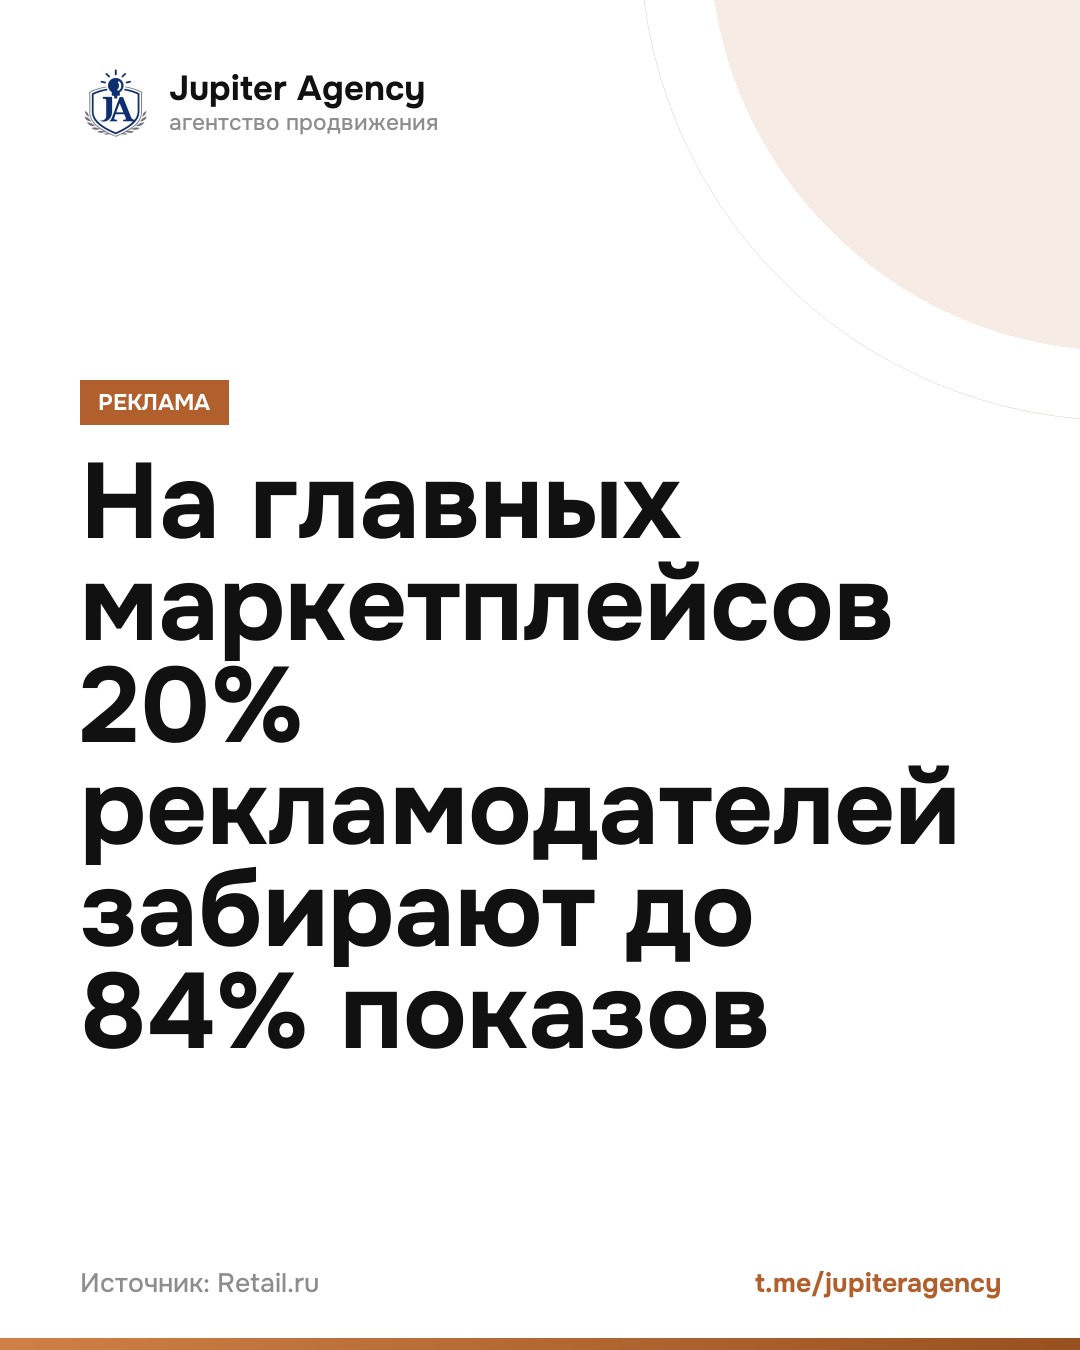 JA
Jupiter Agency
агентство продвижения
РЕКЛАМА
На главных
маркетплейсов
20%
рекламодателей
забирают до
84% показов
Источник: Retail.ru
t.me/jupiteragency